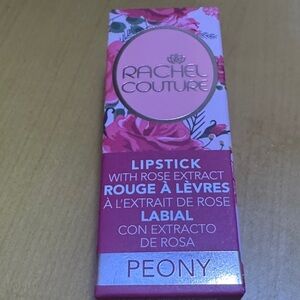 RACHEL
COUTURE
LIPSTICK
WITH ROSE EXTRACT
ROUGE À LÈVRES
À L'EXTRAIT DE ROSE
LABIAL
CON EXTRACTO
DE ROSA
PEONY